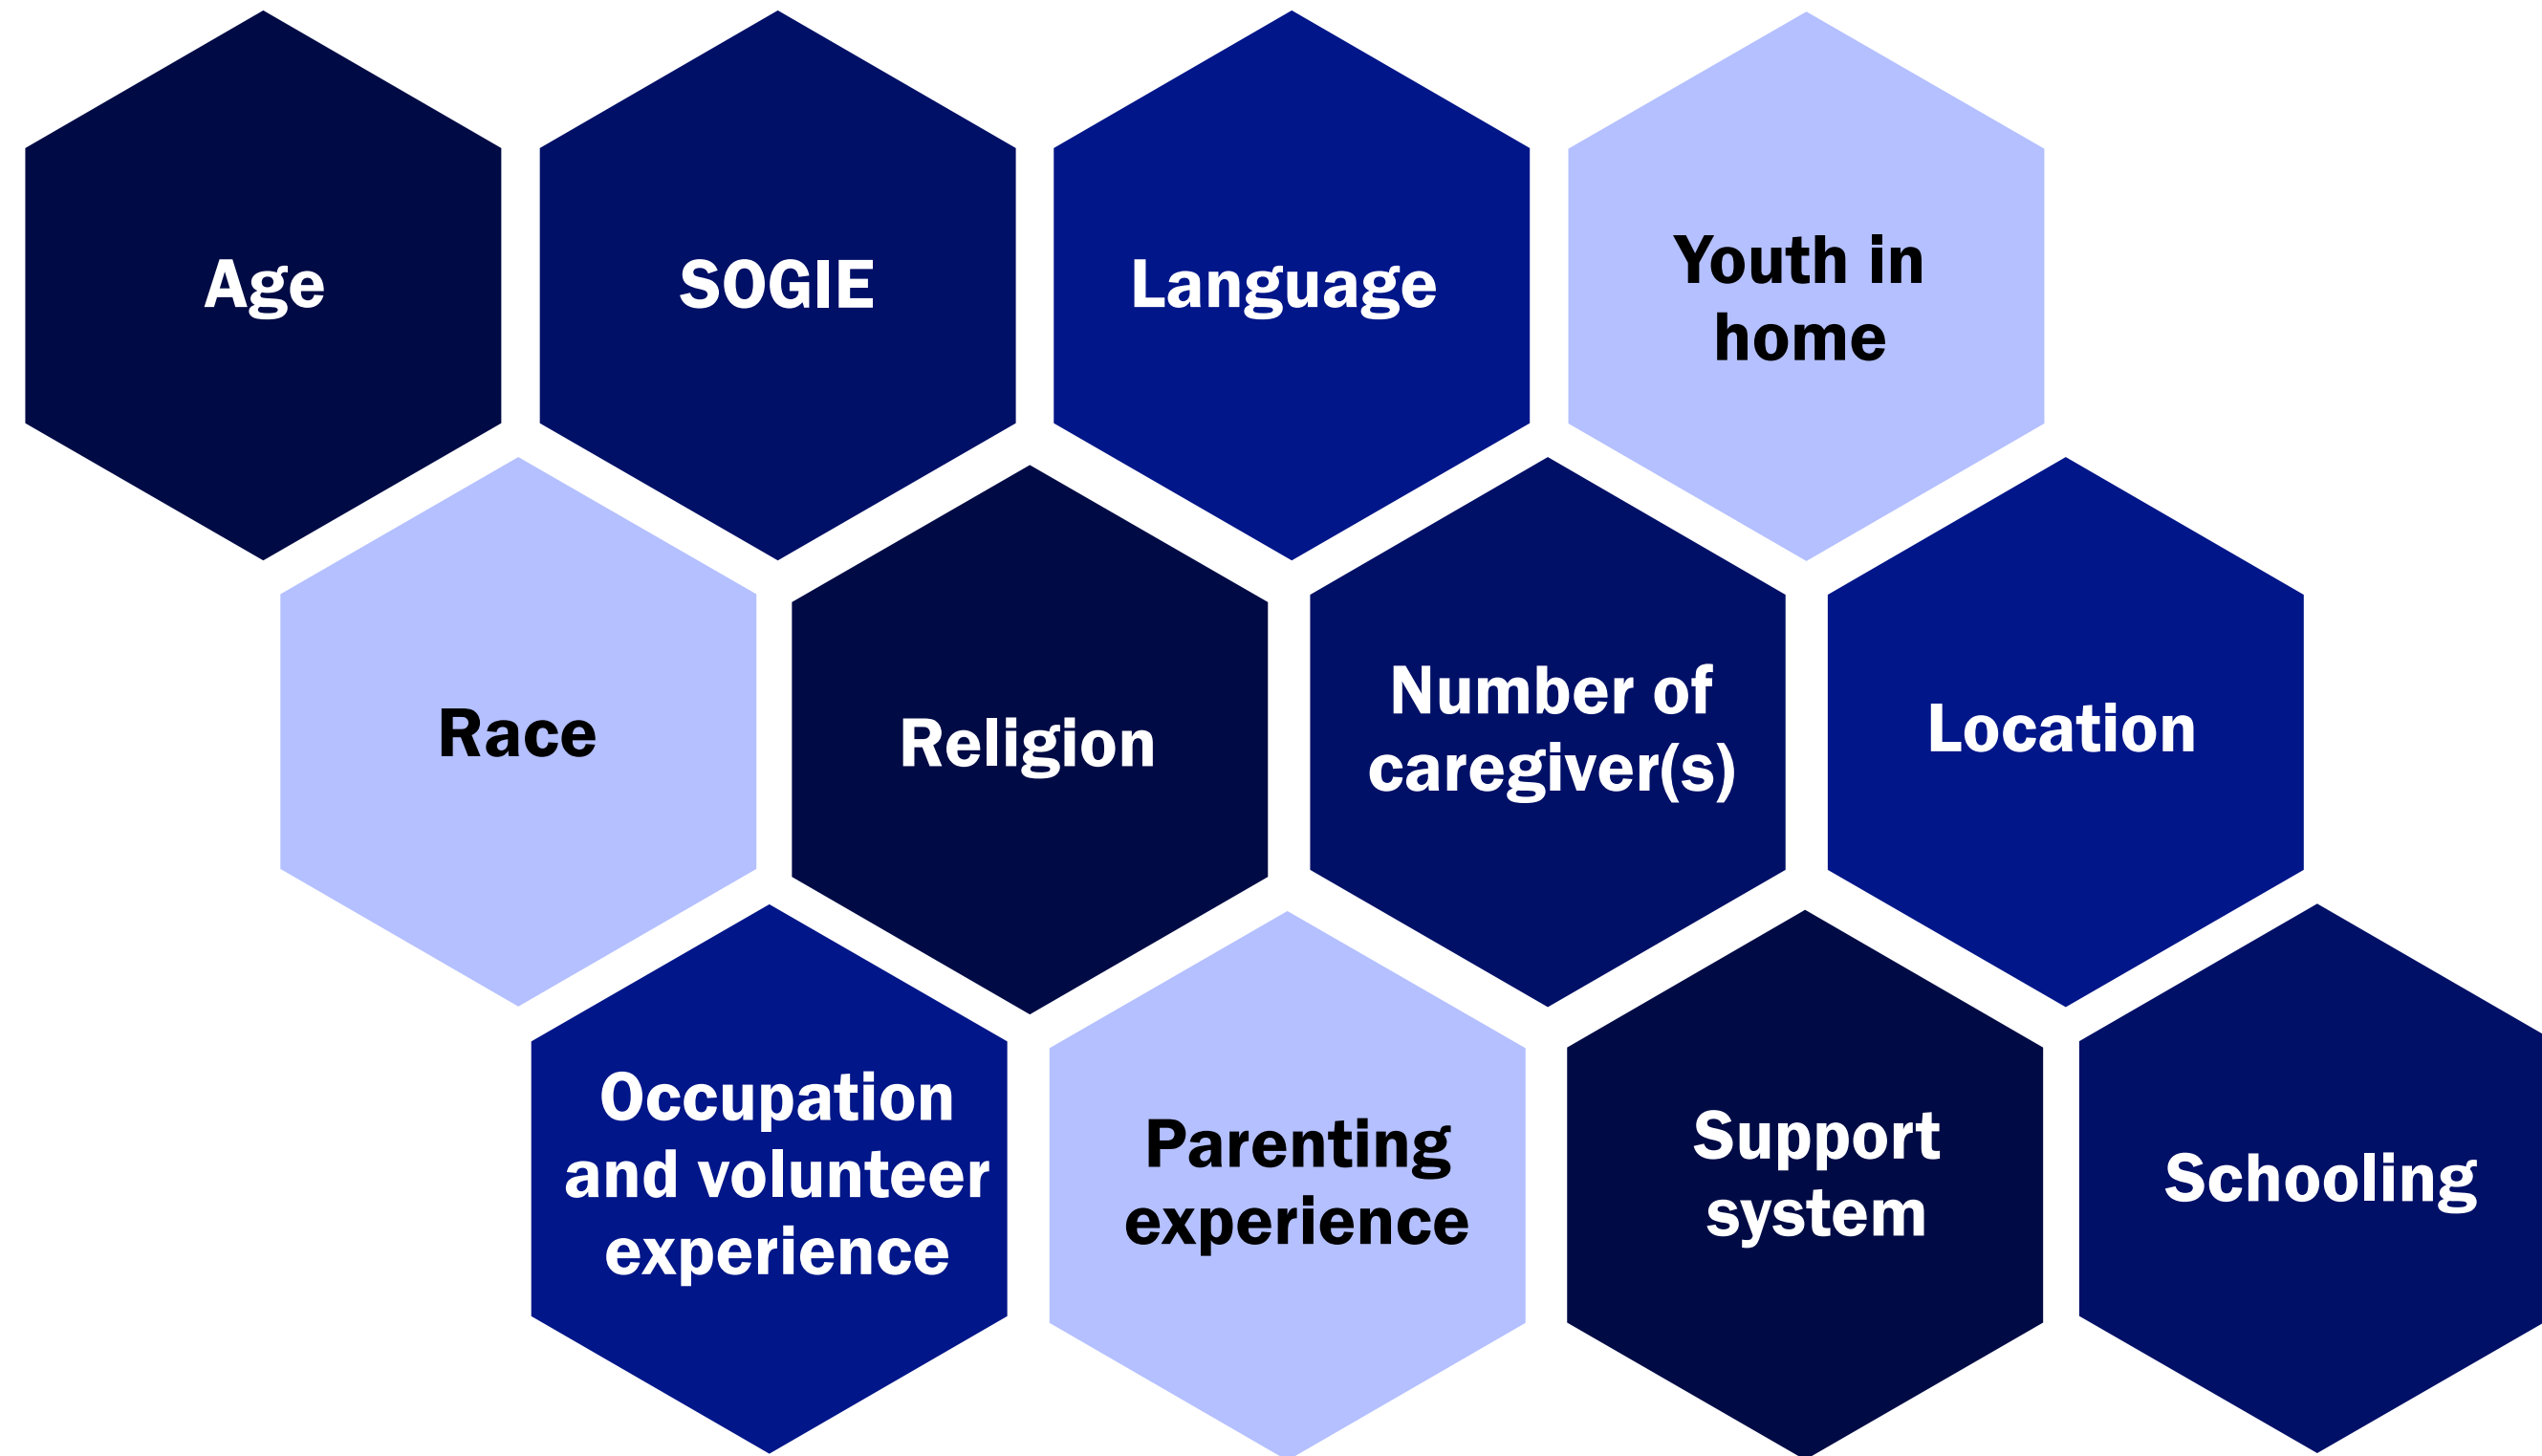 Age
SOGIE
Language
Youth in
home
Race
Religion
Number of
caregiver(s)
Location
Occupation
and volunteer
experience
Parenting
experience
Support
system
Schooling